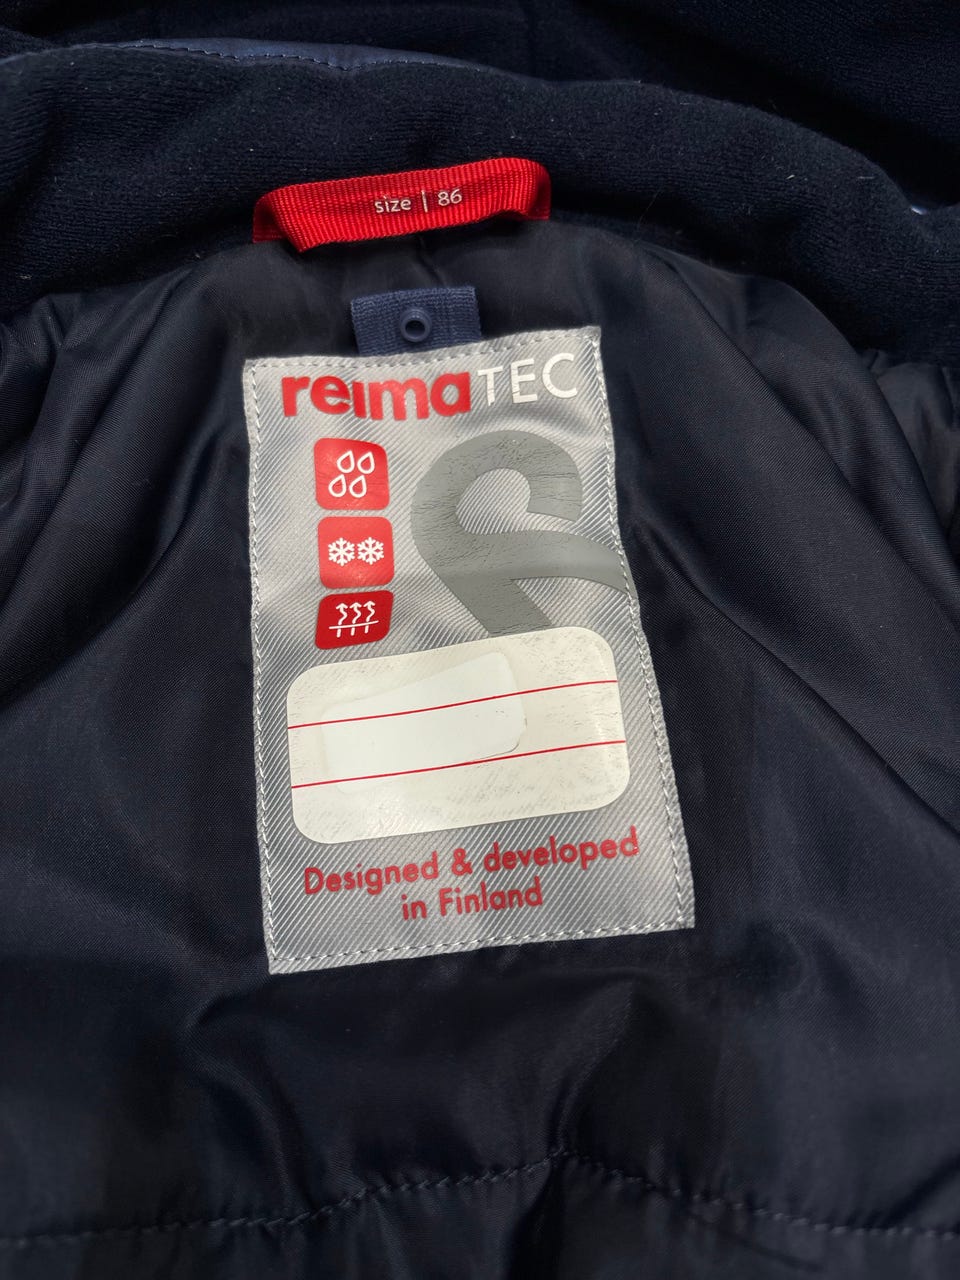 size | 86
reimaTEC
Designed & developed
in Finland